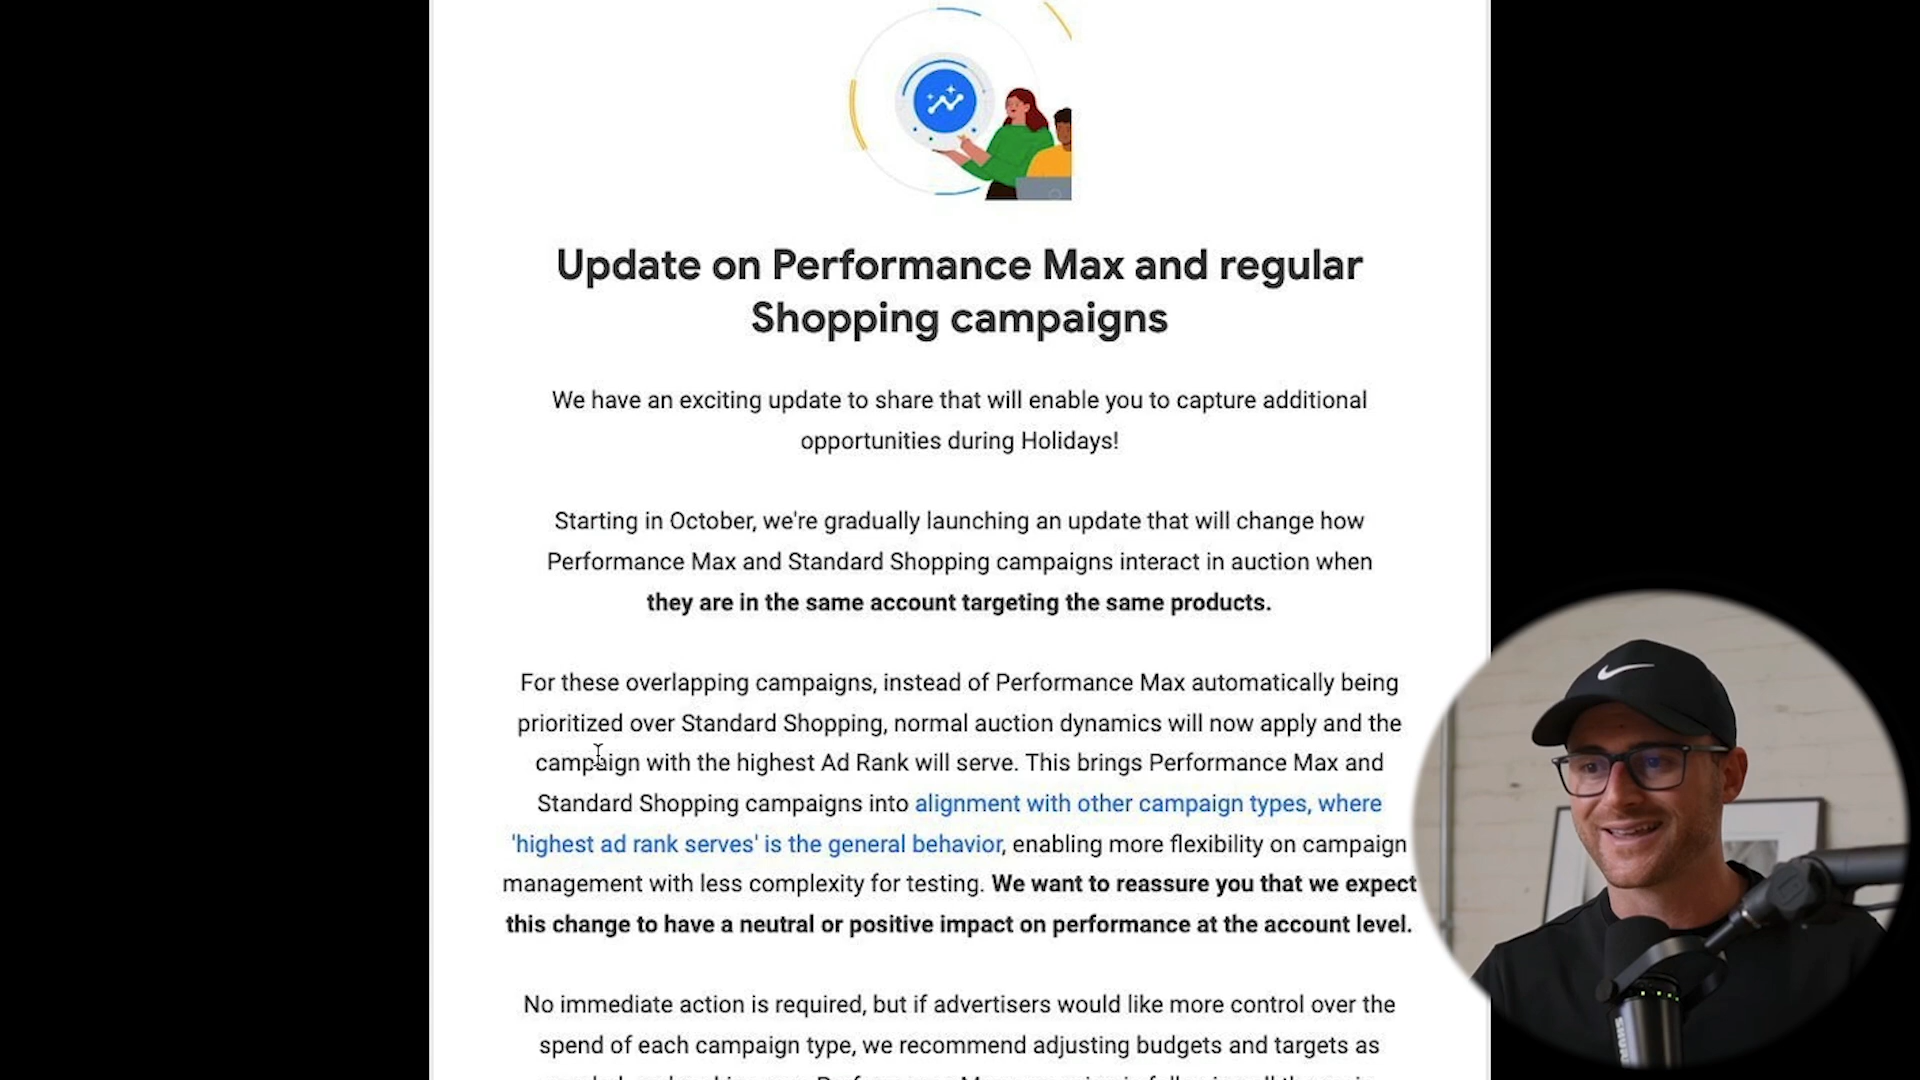 Update on Performance Max and regular
Shopping campaigns
We have an exciting update to share that will enable you to capture additional
opportunities during Holidays!
Starting in October, we're gradually launching an update that will change how
Performance Max and Standard Shopping campaigns interact in auction when
they are in the same account targeting the same products.
For these overlapping campaigns, instead of Performance Max automatically being
prioritized over Standard Shopping, normal auction dynamics will now apply and the
campaign with the highest Ad Rank will serve. This brings Performance Max and
Standard Shopping campaigns into alignment with other campaign types, where
'highest ad rank serves' is the general behavior, enabling more flexibility on campaign
management with less complexity for testing. We want to reassure you that we expect
this change to have a neutral or positive impact on performance at the account level.
No immediate action is required, but if advertisers would like more control over the
spend of each campaign type, we recommend adjusting budgets and targets as